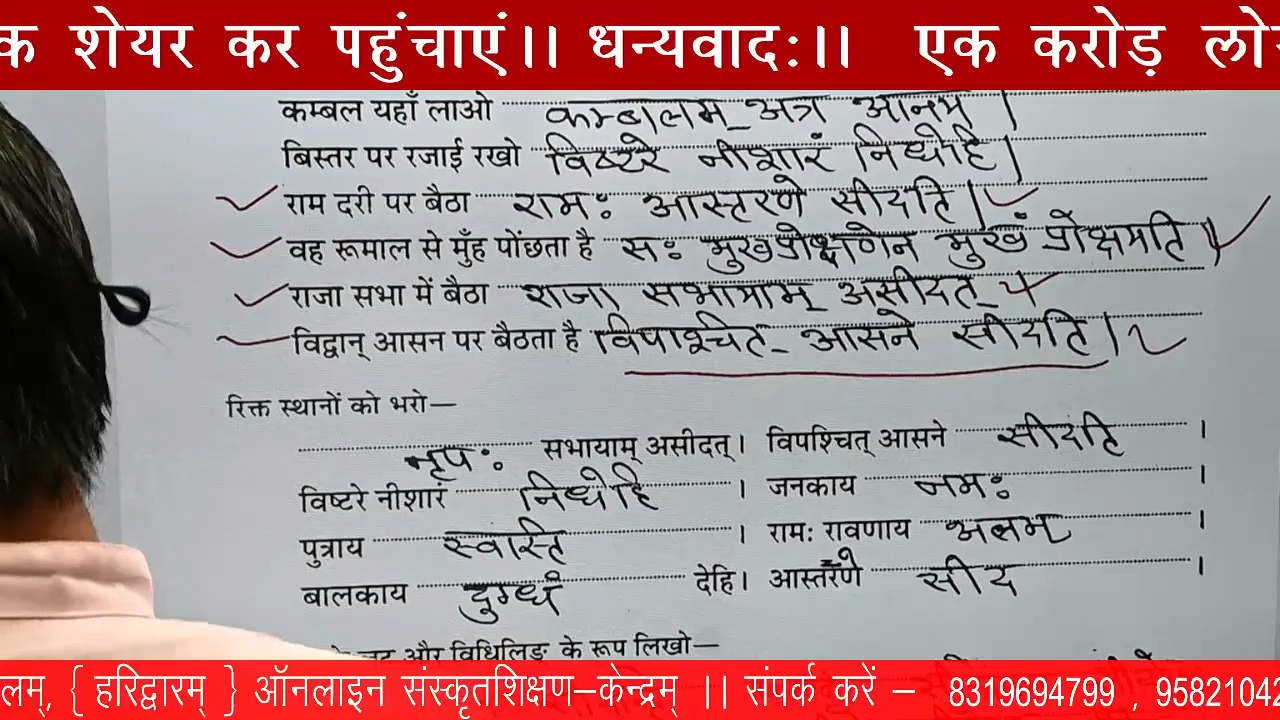 क शेयर कर पहुंचाएं।। धन्यवादः।। एक करोड़ लो
कम्बल यहाँ लाओ कम्बलम् अत्र आनय।
बिस्तर पर रजाई रखो विष्टरे नीशारं निधेहि।
राम दरी पर बैठा रामः आस्तरणे सीदति।
वह रूमाल से मुँह पोंछता है सः मुखप्रोक्षणेन मुखं प्रोक्षयति।
राजा सभा में बैठा राजा सभायाम् असीदत्
विद्वान् आसन पर बैठता है विपश्चित् आसने सीदति।
रिक्त स्थानों को भरो—
नृपः सभायाम् असीदत्। विपश्चित् आसने सीदति।
विष्टरे नीशारं निधेहि। जनकाय नमः।
पुत्राय स्वस्ति। रामः रावणाय अलम्।
बालकाय दुग्धं देहि। आस्तरणे सीद।
और विधिलिङ् के रूप लिखो—
लम्, { हरिद्वारम् } ऑनलाइन संस्कृतशिक्षण–केन्द्रम् || संपर्क करें – 8319694799 , 95821042